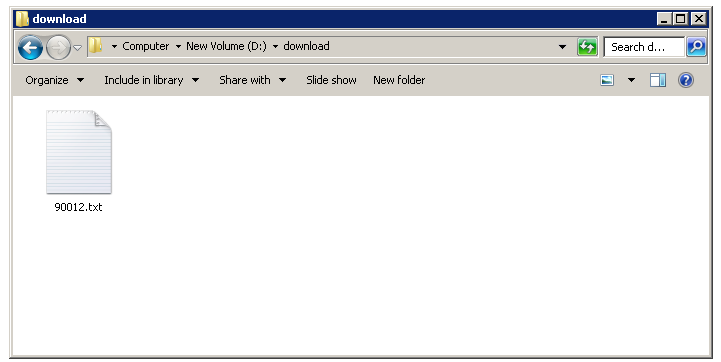 download
Computer New Volume (D:) download
Search d...
Organize Include in library Share with Slide show New folder
90012.txt